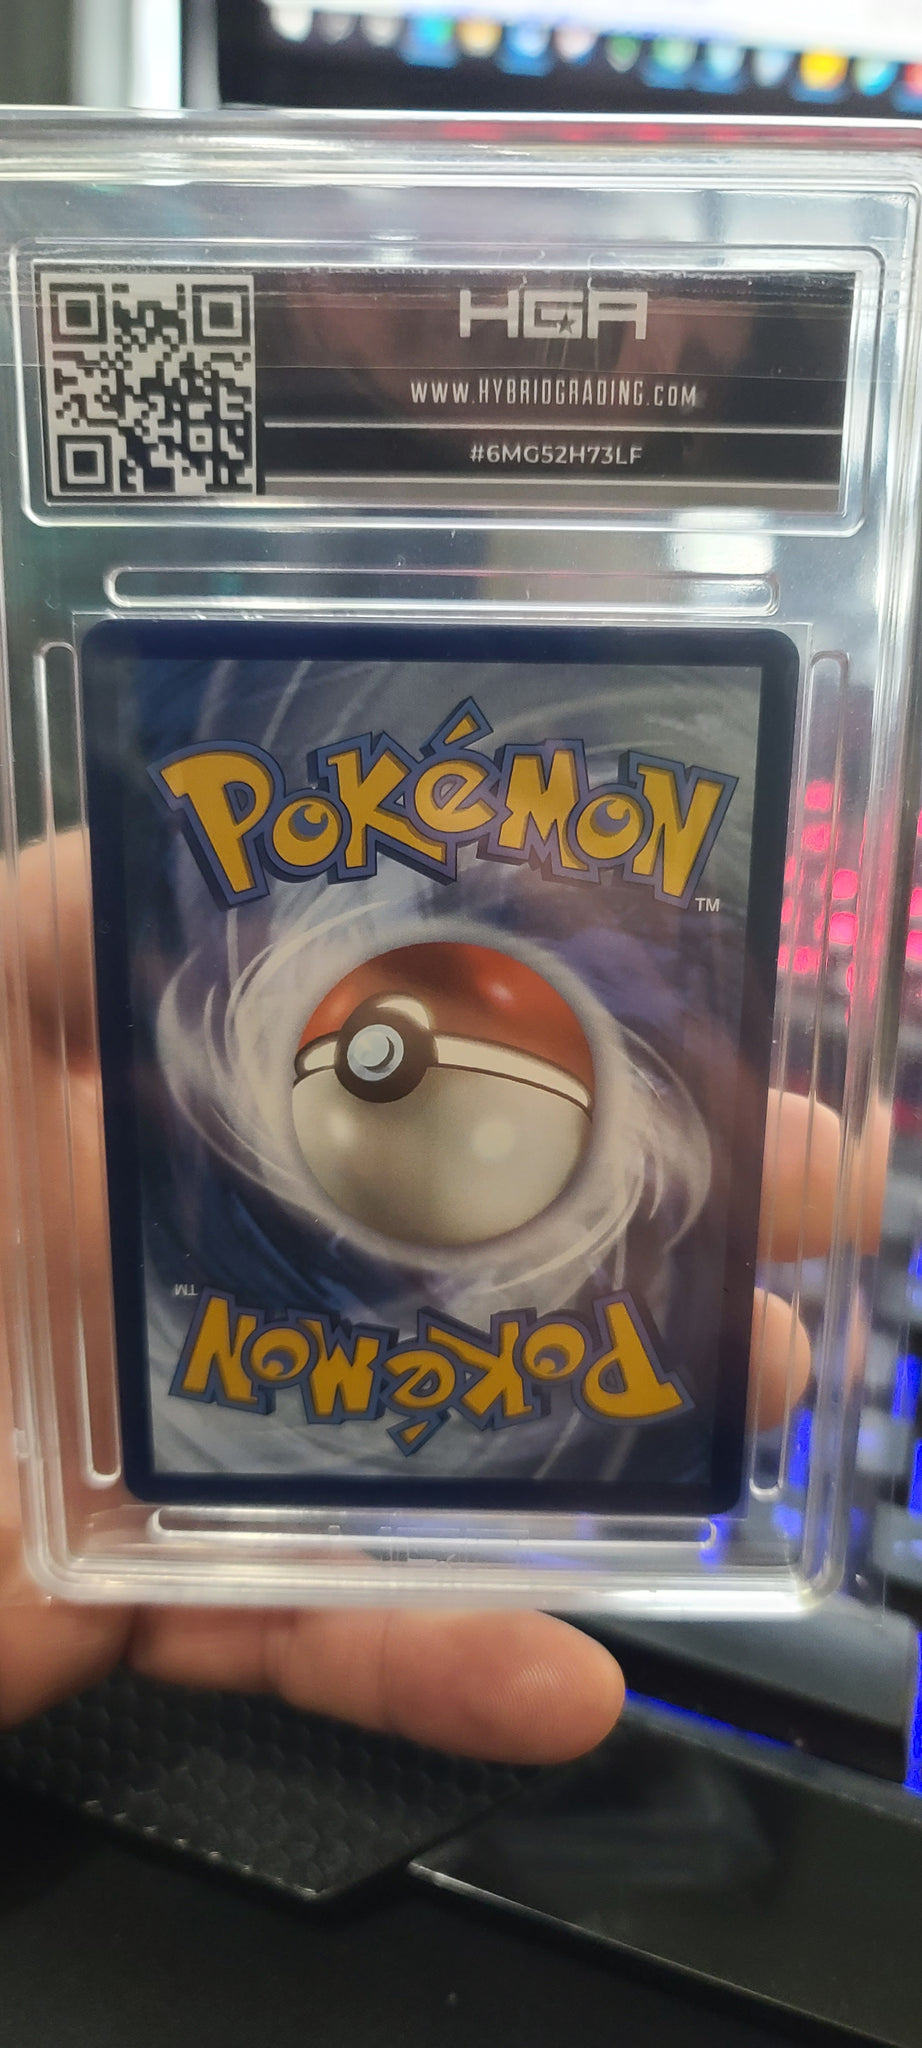 HGA
WWW.HYBRIDGRADING.COM
#6MG52H73LF
POKéMON
TM
TM
POKéMON